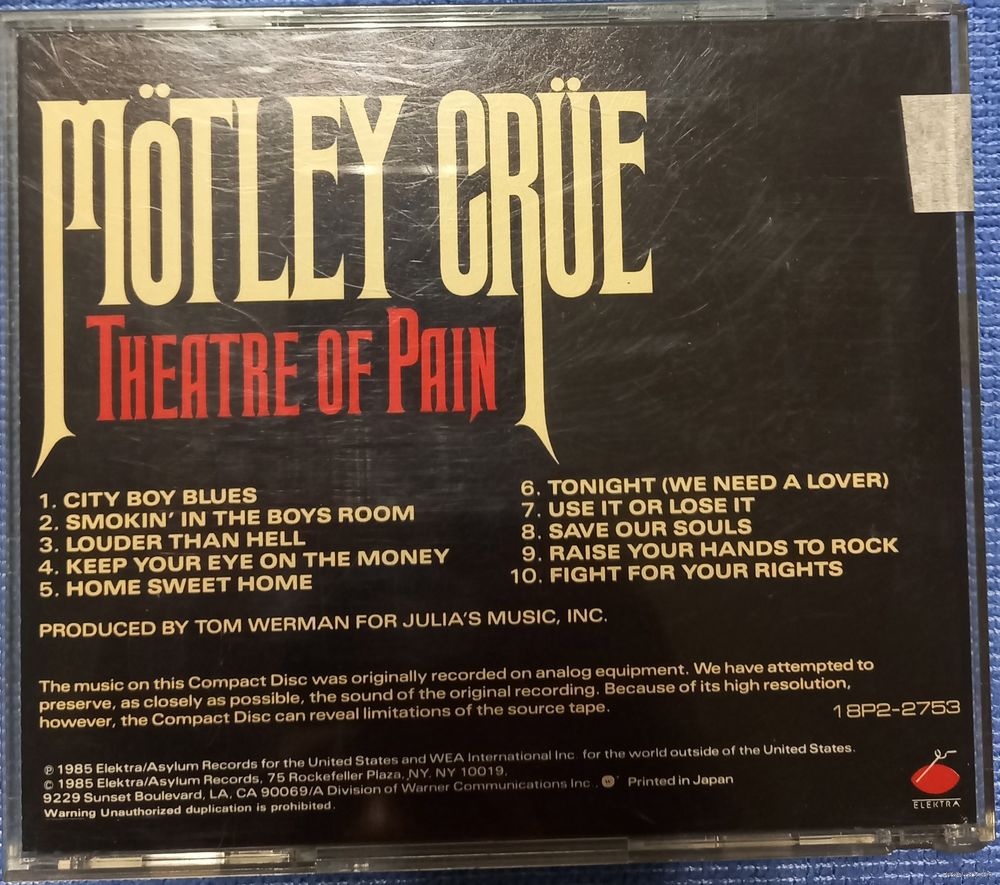 MÖTLEY CRÜE
THEATRE OF PAIN
1. CITY BOY BLUES
2. SMOKIN' IN THE BOYS ROOM
3. LOUDER THAN HELL
4. KEEP YOUR EYE ON THE MONEY
5. HOME SWEET HOME
6. TONIGHT (WE NEED A LOVER)
7. USE IT OR LOSE IT
8. SAVE OUR SOULS
9. RAISE YOUR HANDS TO ROCK
10. FIGHT FOR YOUR RIGHTS
PRODUCED BY TOM WERMAN FOR JULIA'S MUSIC, INC.
The music on this Compact Disc was originally recorded on analog equipment. We have attempted to
preserve, as closely as possible, the sound of the original recording. Because of its high resolution,
however, the Compact Disc can reveal limitations of the source tape.
18P2-2753
℗ 1985 Elektra/Asylum Records for the United States and WEA International Inc. for the world outside of the United States.
© 1985 Elektra/Asylum Records, 75 Rockefeller Plaza, NY, NY 10019,
9229 Sunset Boulevard, LA, CA 90069/A Division of Warner Communications Inc., Printed in Japan
Warning Unauthorized duplication is prohibited.
ELEKTRA